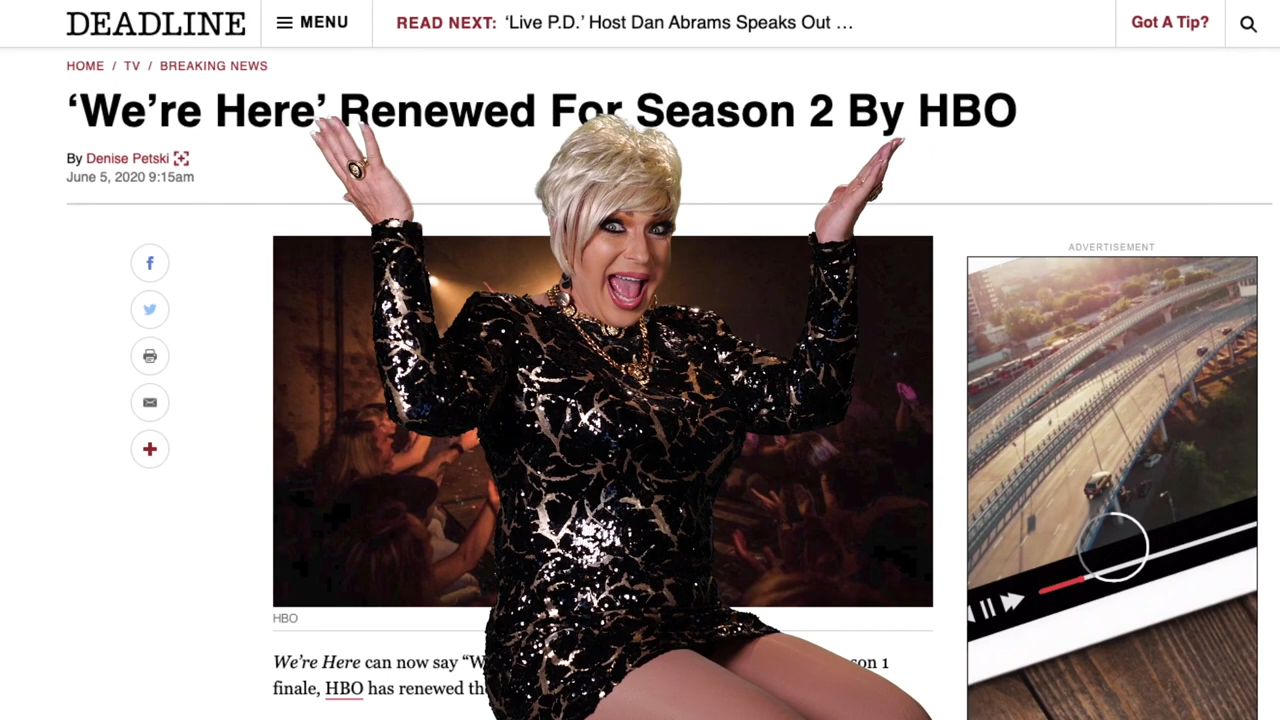 DEADLINE
MENU
READ NEXT: ‘Live P.D.’ Host Dan Abrams Speaks Out …
Got A Tip?
HOME / TV / BREAKING NEWS
‘We’re Here’ Renewed For Season 2 By HBO
By Denise Petski
June 5, 2020 9:15am
ADVERTISEMENT
HBO
We’re Here can now say “W son 1
finale, HBO has renewed th